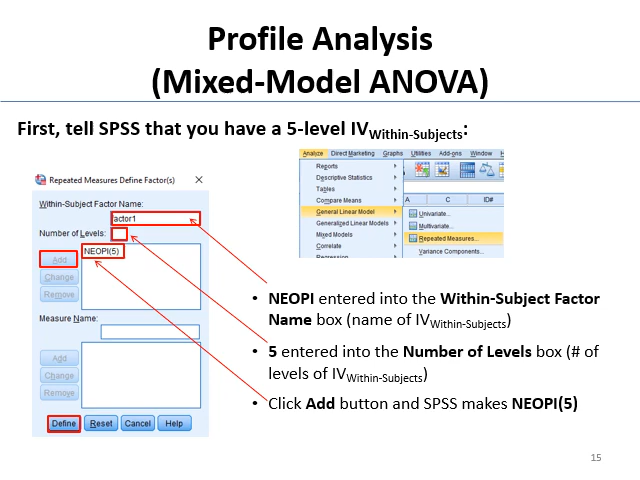 Profile Analysis
(Mixed-Model ANOVA)
First, tell SPSS that you have a 5-level IVWithin-Subjects:
Repeated Measures Define Factor(s)
Within-Subject Factor Name:
actor1
Number of Levels:
Add
NEOPI(5)
Change
Remove
Measure Name:
Add
Change
Remove
Define Reset Cancel Help
Analyze Direct Marketing Graphs Utilities Add-ons Window
Reports
Descriptive Statistics
Tables
Compare Means
General Linear Model
Generalized Linear Models
Mixed Models
Correlate
Regression
A C ID#
Univariate...
Multivariate...
Repeated Measures...
Variance Components...
• NEOPI entered into the Within-Subject Factor
Name box (name of IVWithin-Subjects)
• 5 entered into the Number of Levels box (# of
levels of IVWithin-Subjects)
• Click Add button and SPSS makes NEOPI(5)
15